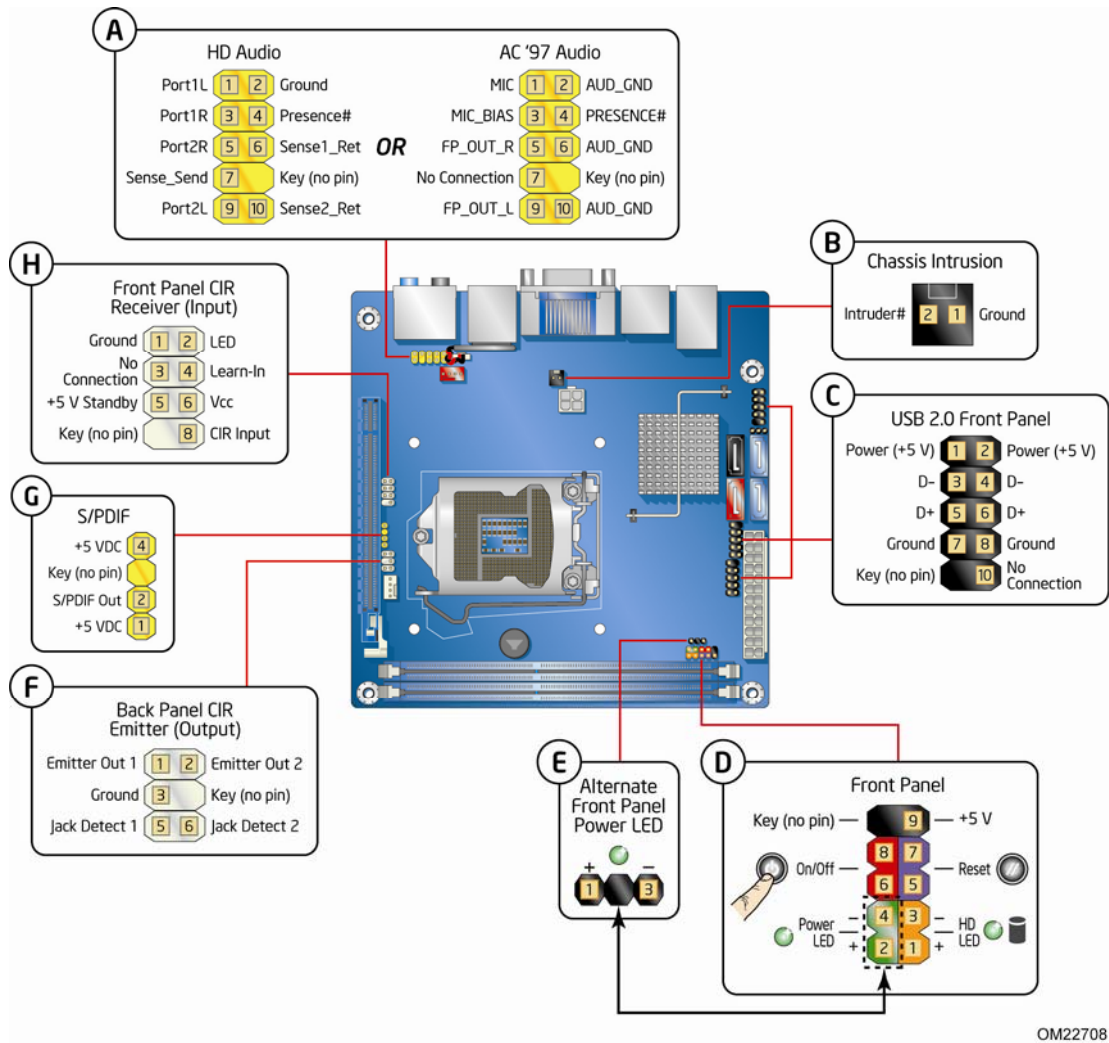 A
HD Audio
Port1L 1 2 Ground
Port1R 3 4 Presence#
Port2R 5 6 Sense1_Ret
Sense_Send 7 Key (no pin)
Port2L 9 10 Sense2_Ret
OR
AC '97 Audio
MIC 1 2 AUD_GND
MIC_BIAS 3 4 PRESENCE#
FP_OUT_R 5 6 AUD_GND
No Connection 7 Key (no pin)
FP_OUT_L 9 10 AUD_GND
B
Chassis Intrusion
Intruder# 2 1 Ground
H
Front Panel CIR
Receiver (Input)
Ground 1 2 LED
No
Connection 3 4 Learn-In
+5 V Standby 5 6 Vcc
Key (no pin) 8 CIR Input
C
USB 2.0 Front Panel
Power (+5 V) 1 2 Power (+5 V)
D- 3 4 D-
D+ 5 6 D+
Ground 7 8 Ground
Key (no pin) 10 No
Connection
G
S/PDIF
+5 VDC 4
Key (no pin)
S/PDIF Out 2
+5 VDC 1
F
Back Panel CIR
Emitter (Output)
Emitter Out 1 1 2 Emitter Out 2
Ground 3 Key (no pin)
Jack Detect 1 5 6 Jack Detect 2
E
Alternate
Front Panel
Power LED
+ −
1 3
D
Front Panel
Key (no pin) 9 +5 V
8 7
On/Off Reset
6 5
4 3
− −
Power
LED
HD
LED
+ +
2 1
OM22708